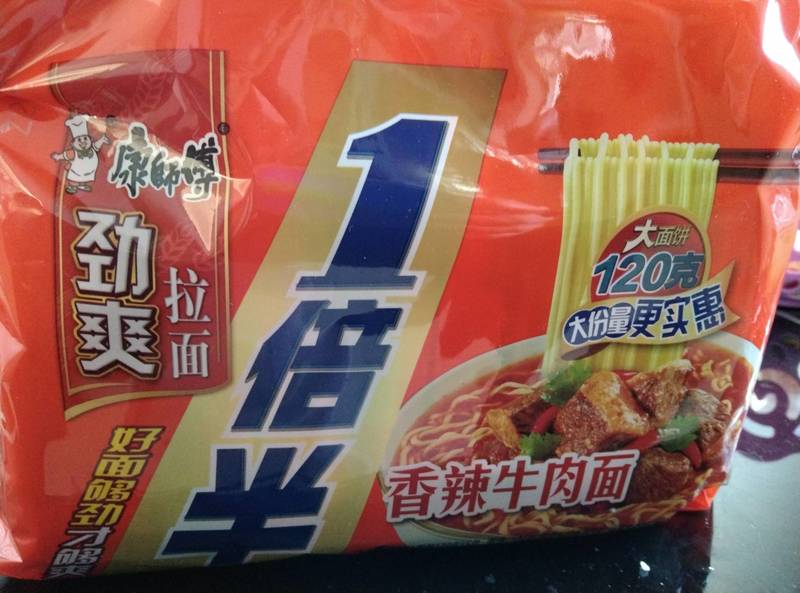 康師傅
劲爽
拉面
1倍半
好面够劲才够爽
大面饼
120克
大份量更实惠
香辣牛肉面